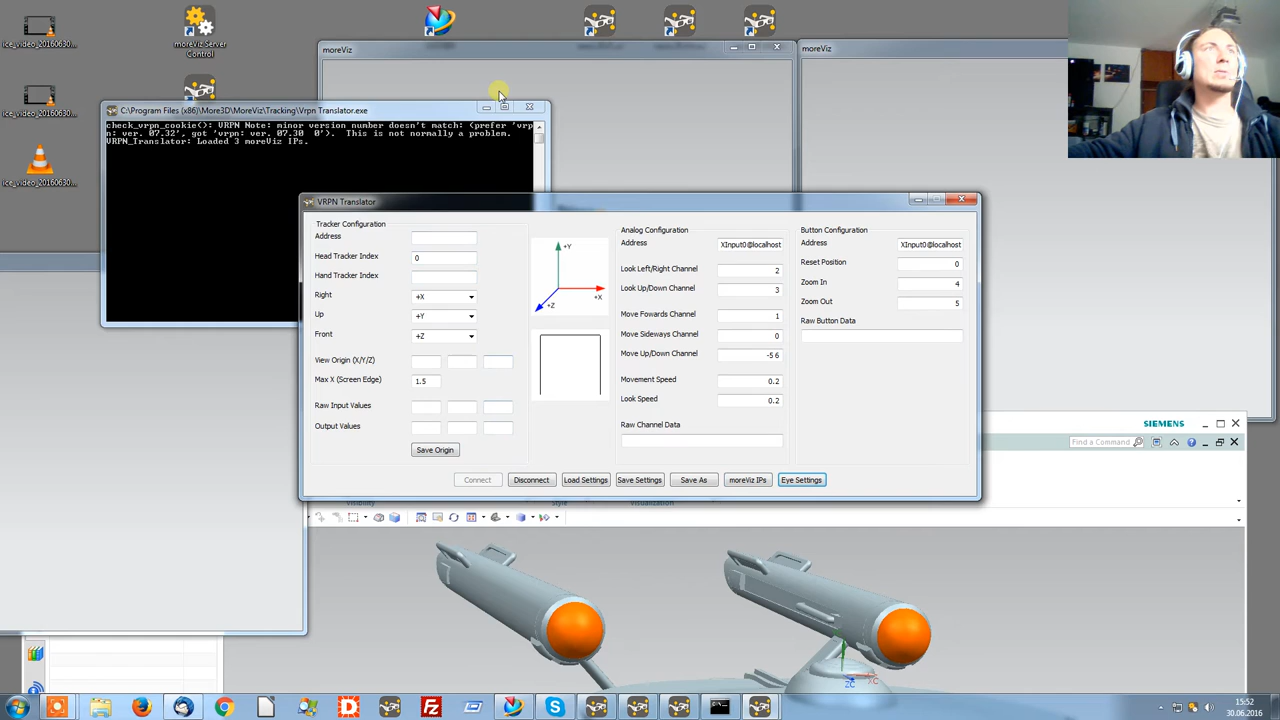 ice_video_20160630...
moreViz Server
Control
ice_video_20160630...
ice_video_20160630...
moreViz
moreViz
C:\Program Files (x86)\More3D\MoreViz\Tracking\Vrpn Translator.exe
check_vrpn_cookie(): VRPN Note: minor version number doesn't match: (prefer 'vrp
n: ver. 07.32', got 'vrpn: ver. 07.30  0'). This is not normally a problem.
VRPN_Translator: Loaded 3 moreViz IPs.
VRPN Translator
Tracker Configuration
Address
Head Tracker Index 0
Hand Tracker Index
Right +X
Up +Y
Front +Z
View Origin (X/Y/Z)
Max X (Screen Edge) 1.5
Raw Input Values
Output Values
Save Origin
+Y
+X
+Z
Analog Configuration
Address XInput0@localhost
Look Left/Right Channel 2
Look Up/Down Channel 3
Move Fowards Channel 1
Move Sideways Channel 0
Move Up/Down Channel -56
Movement Speed 0.2
Look Speed 0.2
Raw Channel Data
Button Configuration
Address XInput0@localhost
Reset Position 0
Zoom In 4
Zoom Out 5
Raw Button Data
Connect Disconnect Load Settings Save Settings Save As moreViz IPs Eye Settings
SIEMENS
Find a Command
Visibility Visualization
ZC XC
15:52
30.06.2016